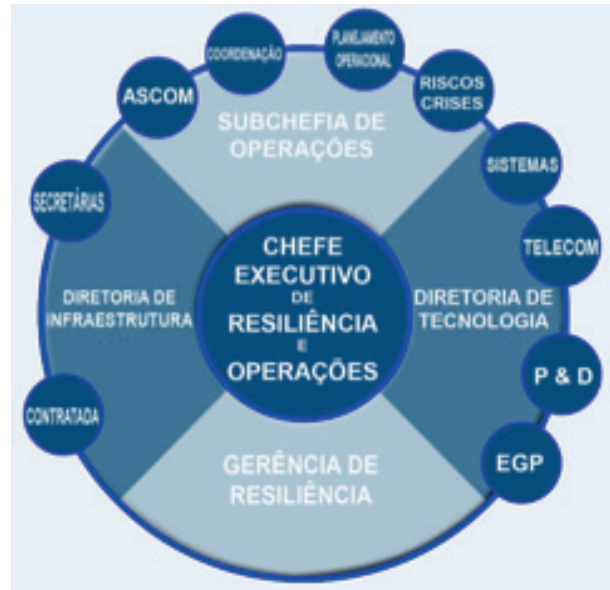 PLANEJAMENTO
OPERACIONAL
COORDENAÇÃO
RISCOS
CRISES
ASCOM
SUBCHEFIA DE
OPERAÇÕES
SISTEMAS
SECRETÁRIAS
TELECOM
CHEFE
EXECUTIVO
DE
RESILIÊNCIA
E
OPERAÇÕES
DIRETORIA DE
INFRAESTRUTURA
DIRETORIA DE
TECNOLOGIA
P & D
CONTRATADA
EGP
GERÊNCIA DE
RESILIÊNCIA